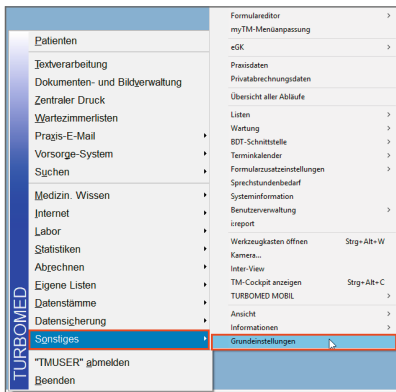 Patienten
Textverarbeitung
Dokumenten- und Bildverwaltung
Zentraler Druck
Wartezimmerlisten
Praxis-E-Mail
Vorsorge-System
Suchen
Medizin. Wissen
Internet
Labor
Statistiken
Abrechnen
Eigene Listen
Datenstämme
Datensicherung
Sonstiges
"TMUSER" abmelden
Beenden
TURBOMED
Formulareditor
myTM-Menüanpassung
eGK
Praxisdaten
Privatabrechnungsdaten
Übersicht aller Abläufe
Listen
Wartung
BDT-Schnittstelle
Terminkalender
Formularzusatzeinstellungen
Sprechstundenbedarf
Systeminformation
Benutzerverwaltung
i:report
Werkzeugkasten öffnen Strg+Alt+W
Kamera...
Inter-View
TM-Cockpit anzeigen Strg+Alt+C
TURBOMED MOBIL
Ansicht
Informationen
Grundeinstellungen